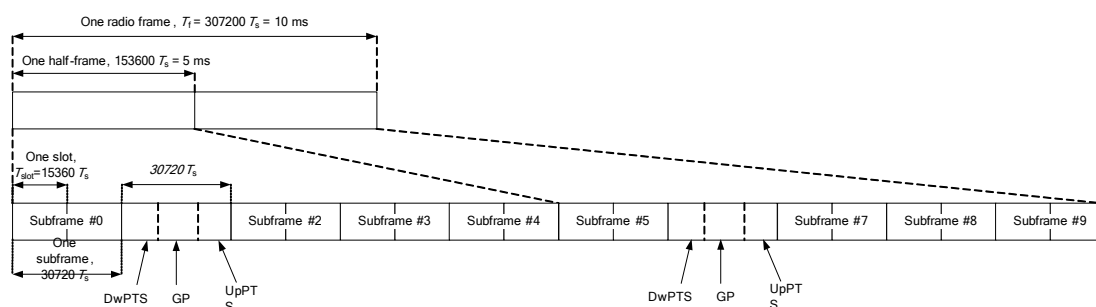 One radio frame , Tf = 307200 Ts = 10 ms
One half-frame, 153600 Ts = 5 ms
One slot,
Tslot=15360 Ts
30720 Ts
Subframe #0
Subframe #2
Subframe #3
Subframe #4
Subframe #5
Subframe #7
Subframe #8
Subframe #9
One
subframe ,
30720 Ts
DwPTS
GP
UpPT
S
DwPTS
GP
UpPT
S